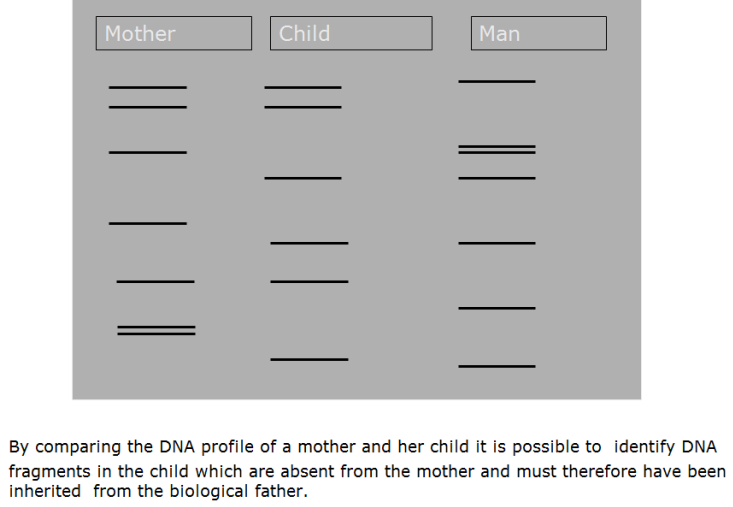 Mother Child Man
By comparing the DNA profile of a mother and her child it is possible to identify DNA
fragments in the child which are absent from the mother and must therefore have been
inherited from the biological father.